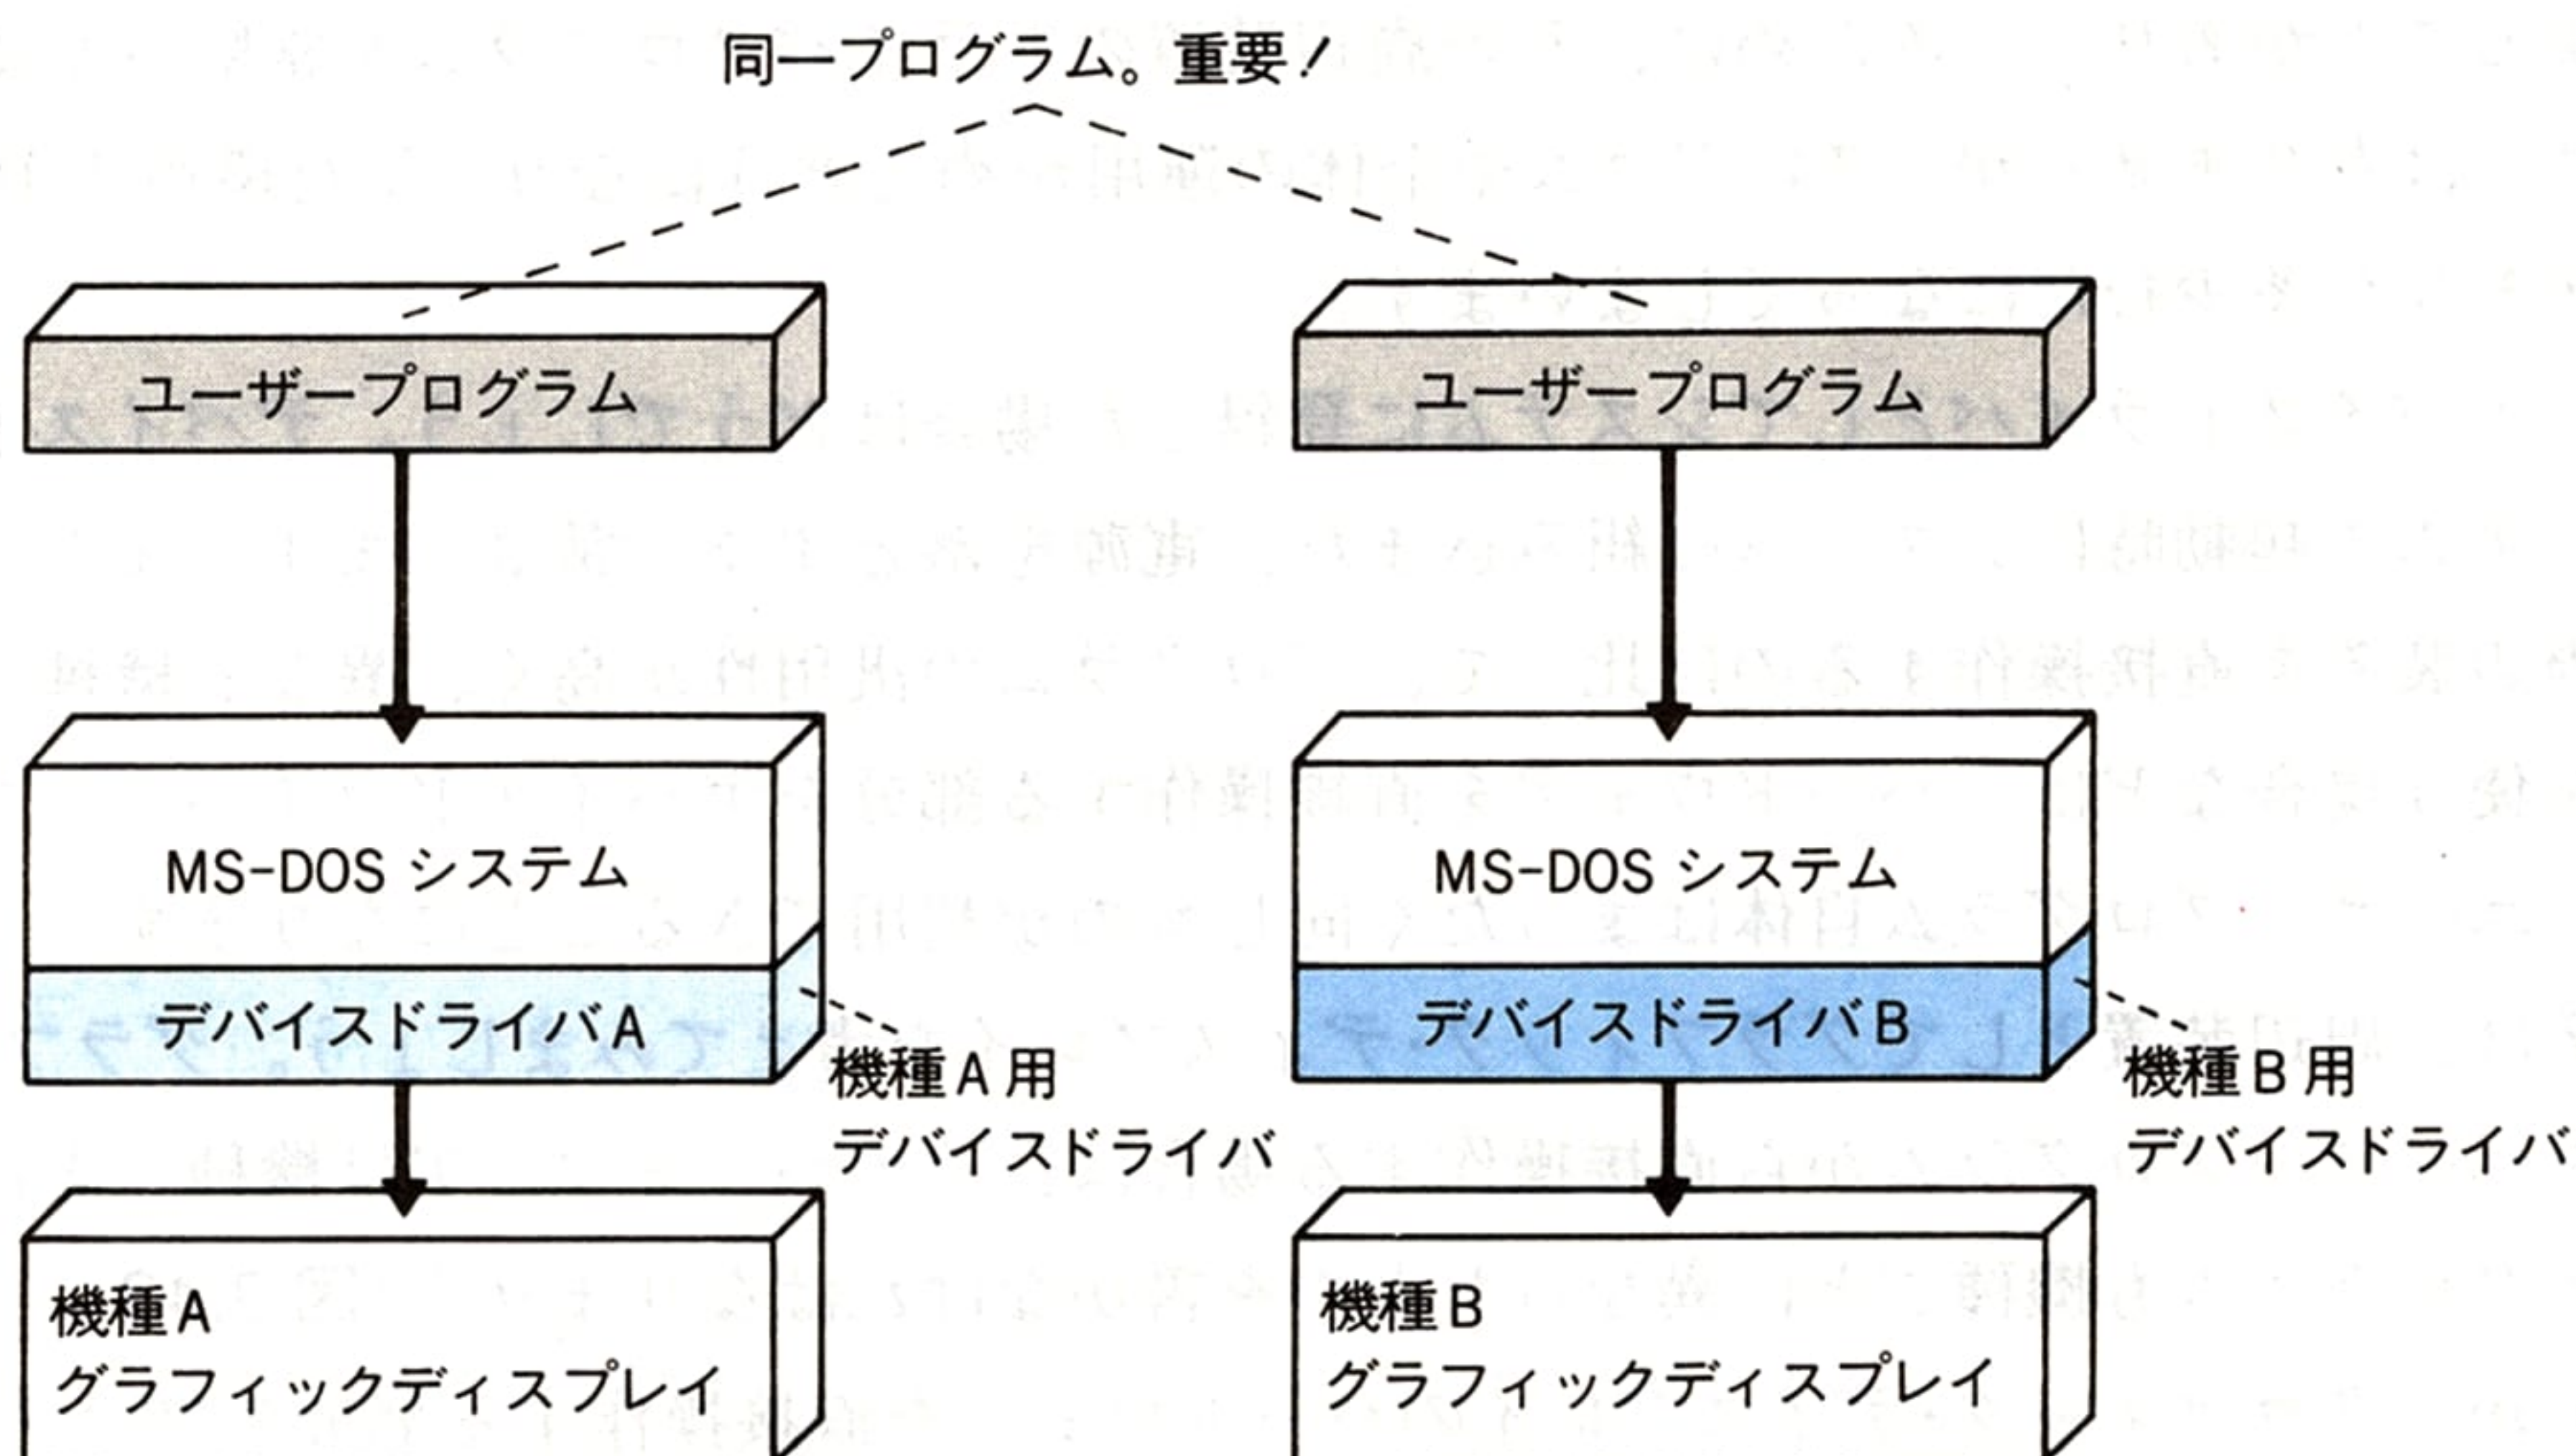 同一プログラム。重要！
ユーザープログラム
MS-DOS システム
デバイスドライバA
機種A用
デバイスドライバ
機種A
グラフィックディスプレイ
ユーザープログラム
MS-DOS システム
デバイスドライバB
機種B用
デバイスドライバ
機種B
グラフィックディスプレイ